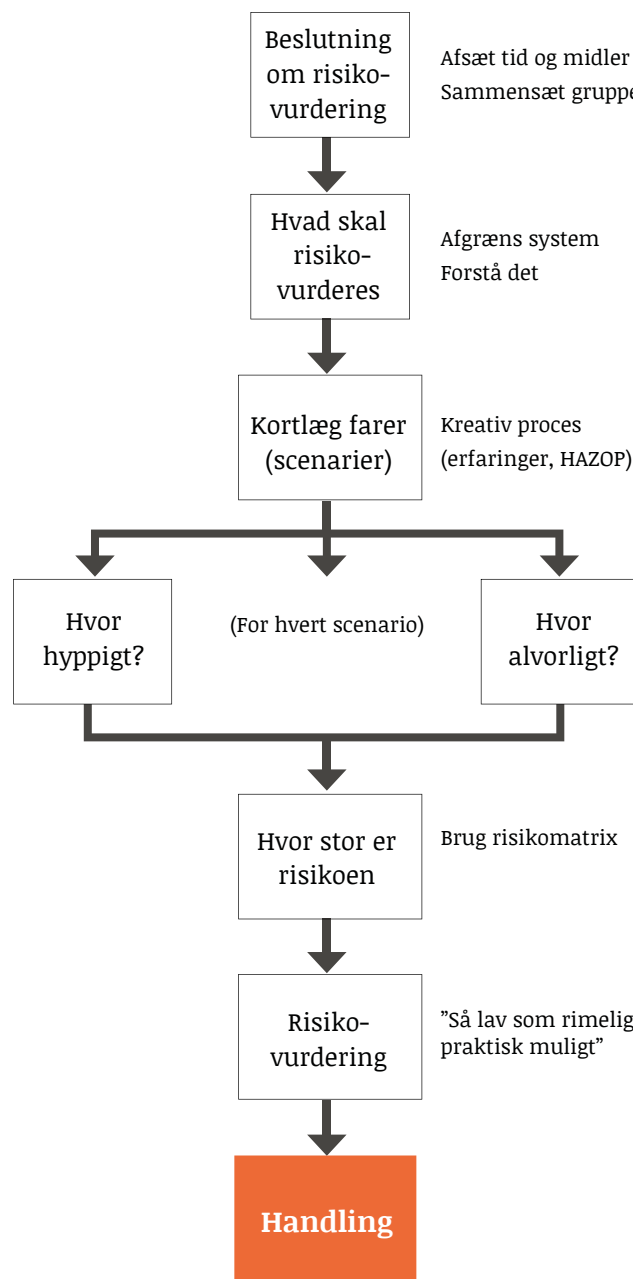 Beslutning
om risiko-
vurdering
Afsæt tid og midler
Sammensæt gruppe
Hvad skal
risiko-
vurderes
Afgræns system
Forstå det
Kortlæg farer
(scenarier)
Kreativ proces
(erfaringer, HAZOP)
Hvor
hyppigt?
(For hvert scenario)
Hvor
alvorligt?
Hvor stor er
risikoen
Brug risikomatrix
Risiko-
vurdering
”Så lav som rimelig
praktisk muligt”
Handling